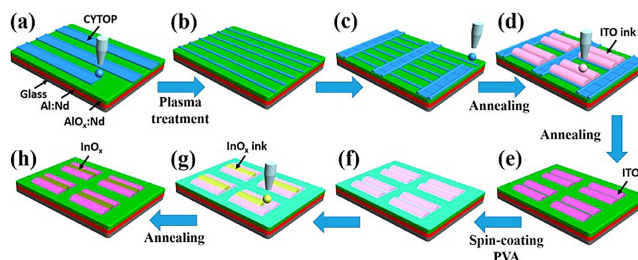 (a)
CYTOP
Glass
Al:Nd
AlOx:Nd
Plasma
treatment
(b)
(c)
Annealing
(d)
ITO ink
Annealing
(e)
ITO
Spin-coating
PVA
(f)
(g)
InOx ink
Annealing
(h)
InOx